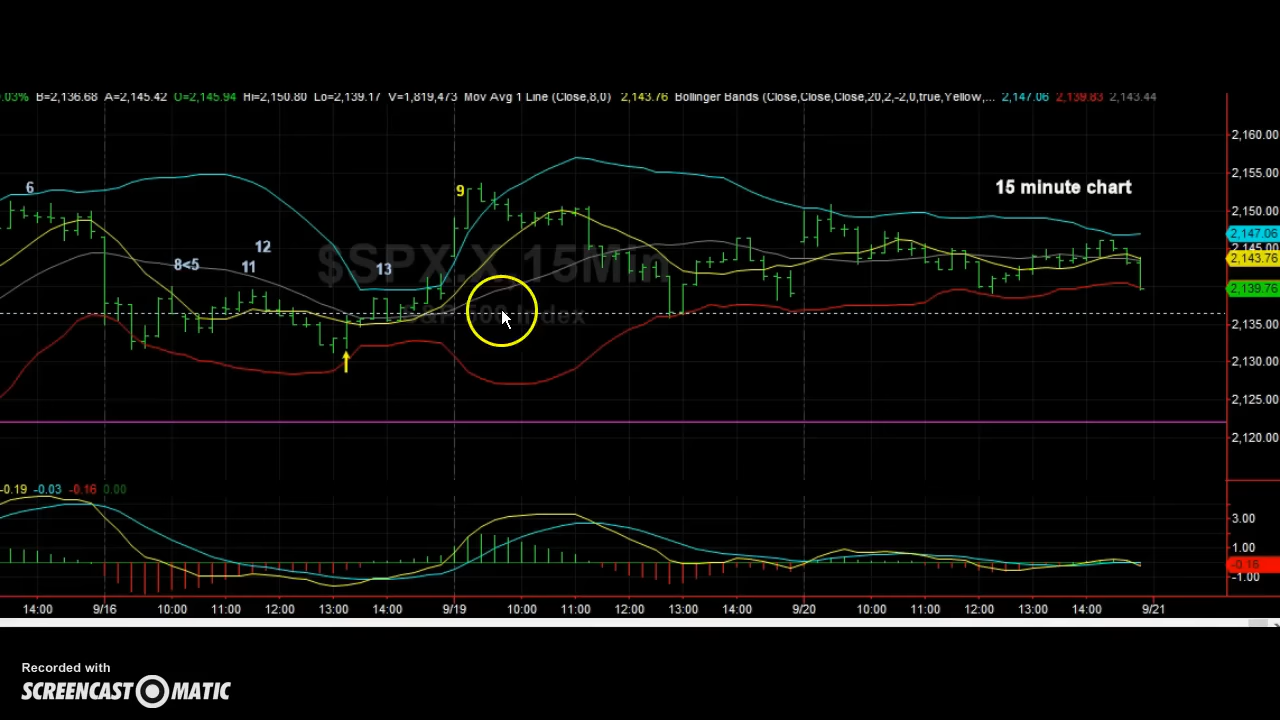 .03% B=2,136.68 A=2,145.42 O=2,145.94 Hi=2,150.80 Lo=2,139.17 V=1,819,473 Mov Avg 1 Line (Close,8,0) 2,143.76 Bollinger Bands (Close,Close,Close,20,2,-2,0,true,Yellow,... 2,147.06 2,139.83 2,143.44
2,160.00
2,155.00
15 minute chart
6
9
2,150.00
2,147.06
2,145.00
12
8<5
11
13
$SPX.X 15Min
2,143.76
2,139.76
Index
2,135.00
2,130.00
2,125.00
2,120.00
-0.19 -0.03 -0.16 0.00
3.00
1.00
-0.16
-1.00
14:00 9/16 10:00 11:00 12:00 13:00 14:00 9/19 10:00 11:00 12:00 13:00 14:00 9/20 10:00 11:00 12:00 13:00 14:00 9/21
Recorded with
SCREENCAST MATIC